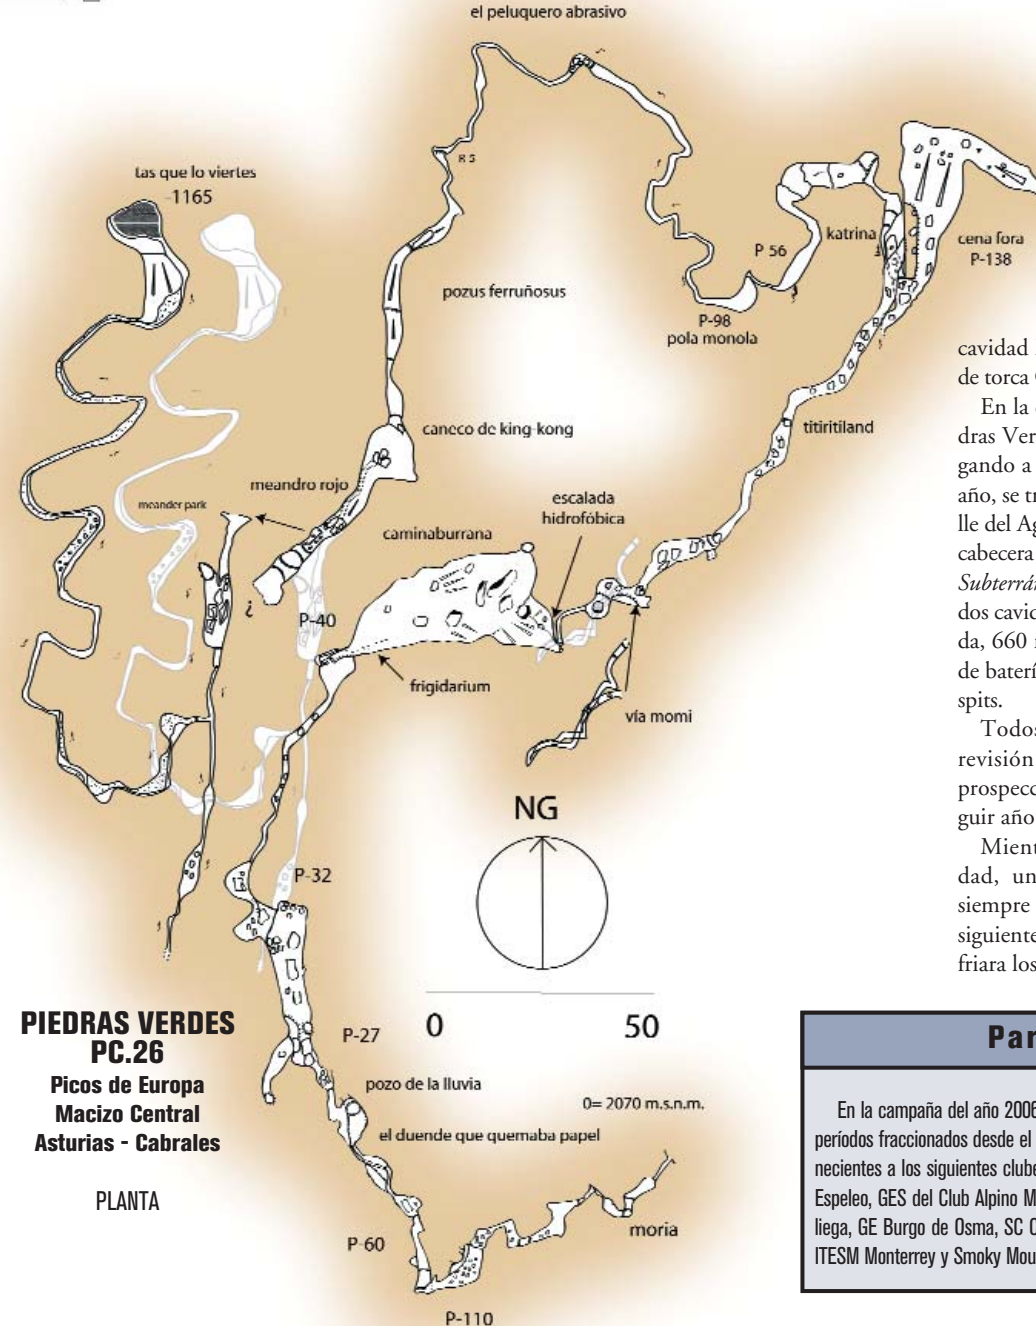 el peluquero abrasivo
R 5
tas que lo viertes
-1165
katrina
P 56
cena fora
P-138
pozus ferruñosus
P-98
pola monola
caneco de king-kong
titiritiland
meandro rojo
meander park
escalada
hidrofóbica
caminaburrana
¿
P-40
frigidarium
vía momi
NG
P-32
0 50
P-27
pozo de la lluvia
0= 2070 m.s.n.m.
el duende que quemaba papel
P-60
moria
P-110
PIEDRAS VERDES
PC.26
Picos de Europa
Macizo Central
Asturias - Cabrales
PLANTA
cavidad
de torca
En la
dras Ver
gando a
año, se tr
lle del Ag
cabecera
Subterrán
dos cavid
da, 660
de baterí
spits.
Todos
revisión
prospecc
guir año
Mient
dad, un
siempre
siguiente
friara los
Par
En la campaña del año 2006
períodos fraccionados desde el
necientes a los siguientes clube
Espeleo, GES del Club Alpino M
liega, GE Burgo de Osma, SC
ITESM Monterrey y Smoky Mou